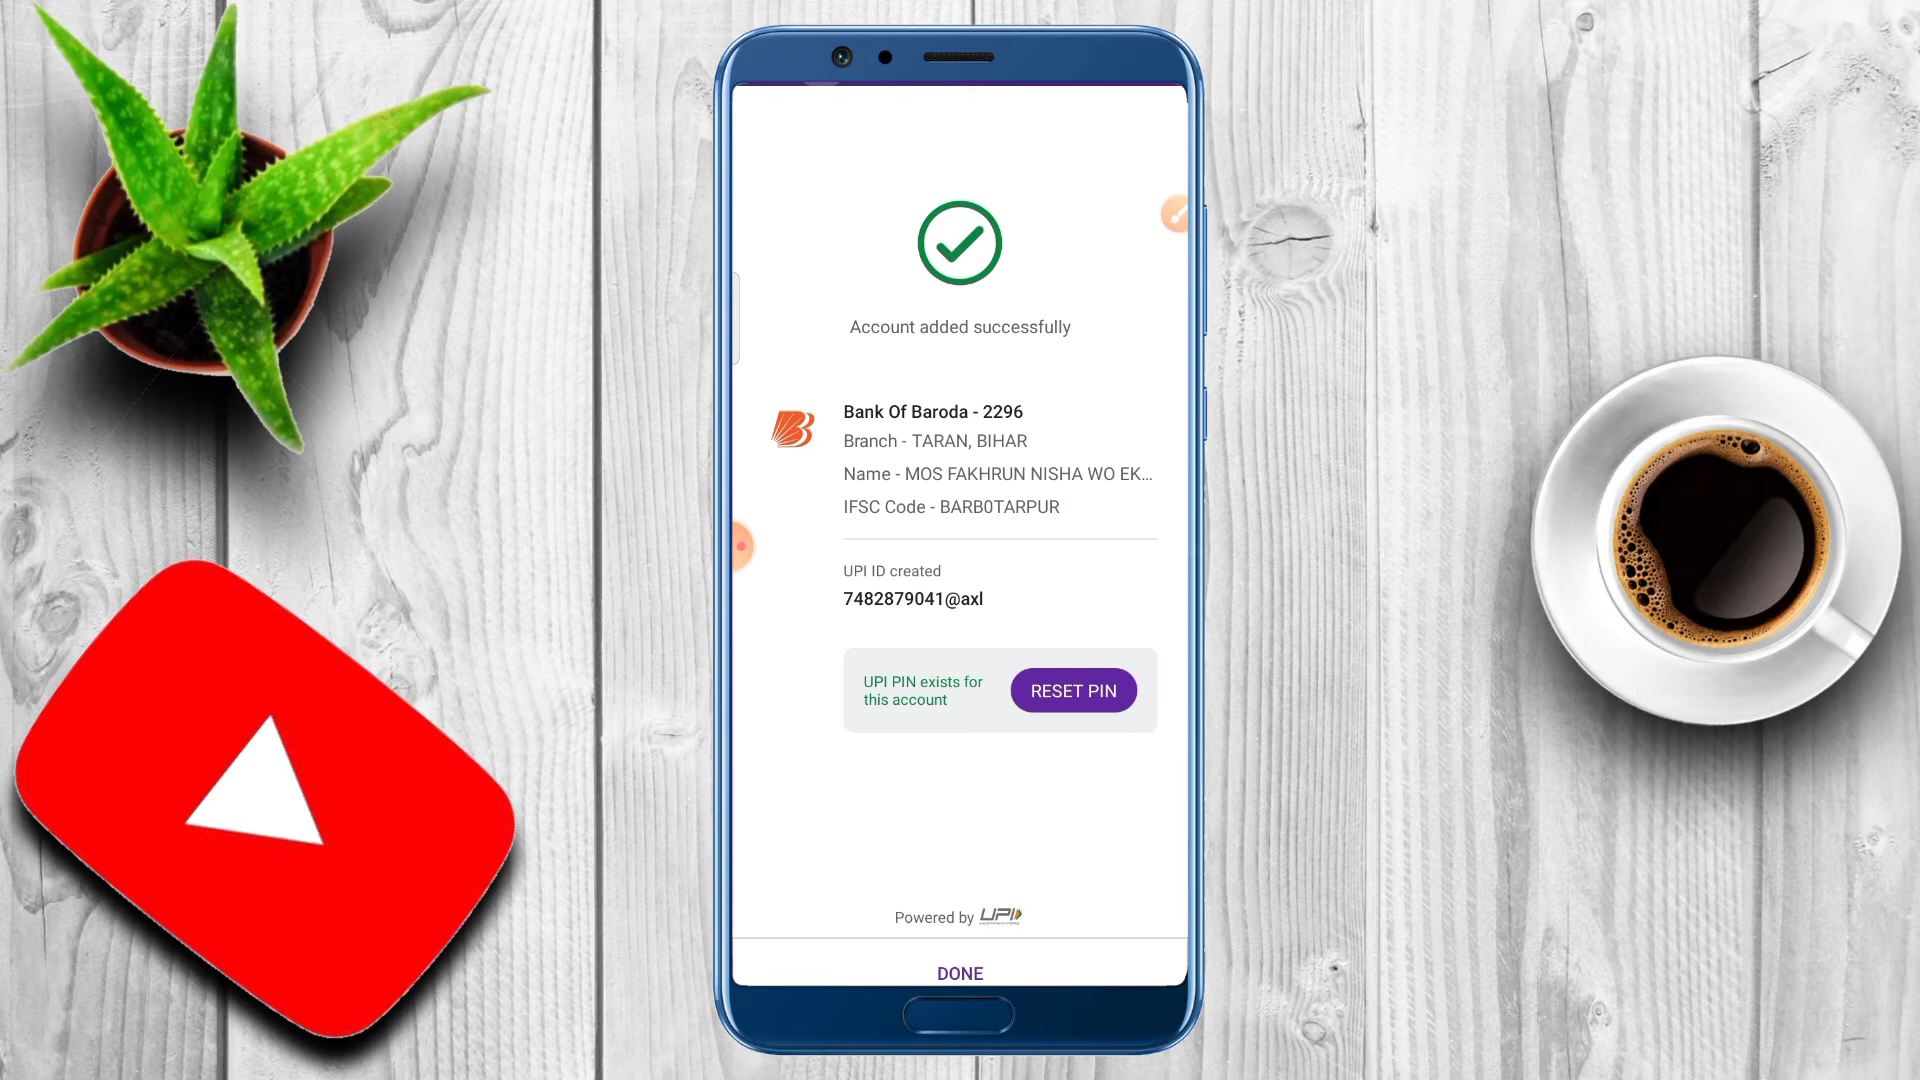 Account added successfully
Bank Of Baroda - 2296
Branch - TARAN, BIHAR
Name - MOS FAKHRUN NISHA WO EK...
IFSC Code - BARB0TARPUR
UPI ID created
7482879041@axl
UPI PIN exists for
this account
RESET PIN
Powered by UPI
DONE